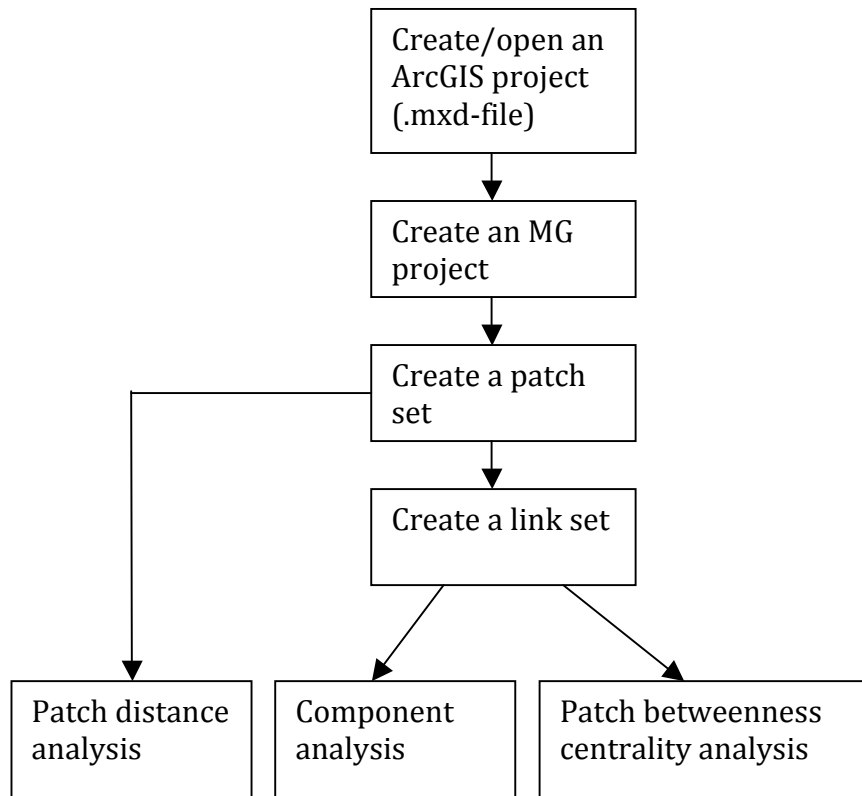 Create/open an
ArcGIS project
(.mxd-file)
Create an MG
project
Create a patch
set
Create a link set
Patch distance
analysis
Component
analysis
Patch betweenness
centrality analysis